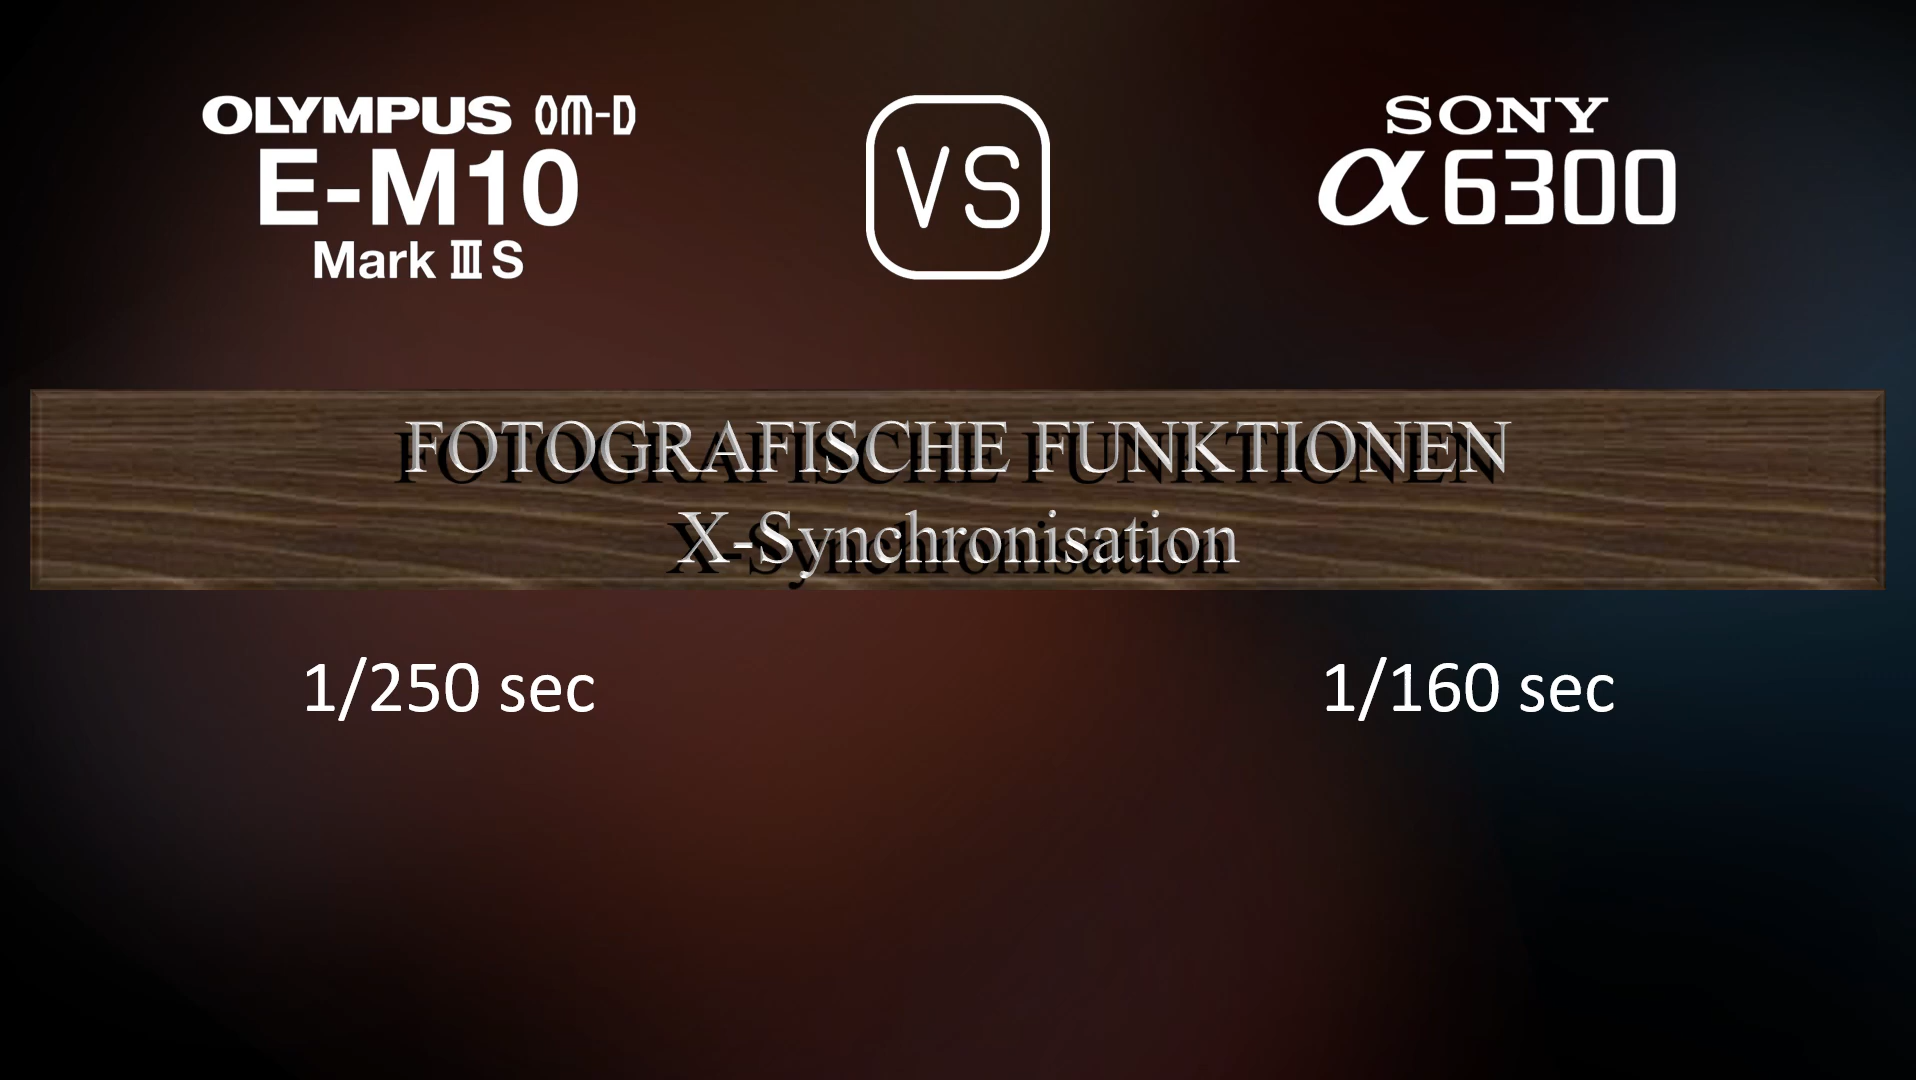 OLYMPUS OM-D
E-M10
Mark III S
VS
SONY
α6300
FOTOGRAFISCHE FUNKTIONEN
X-Synchronisation
1/250 sec
1/160 sec